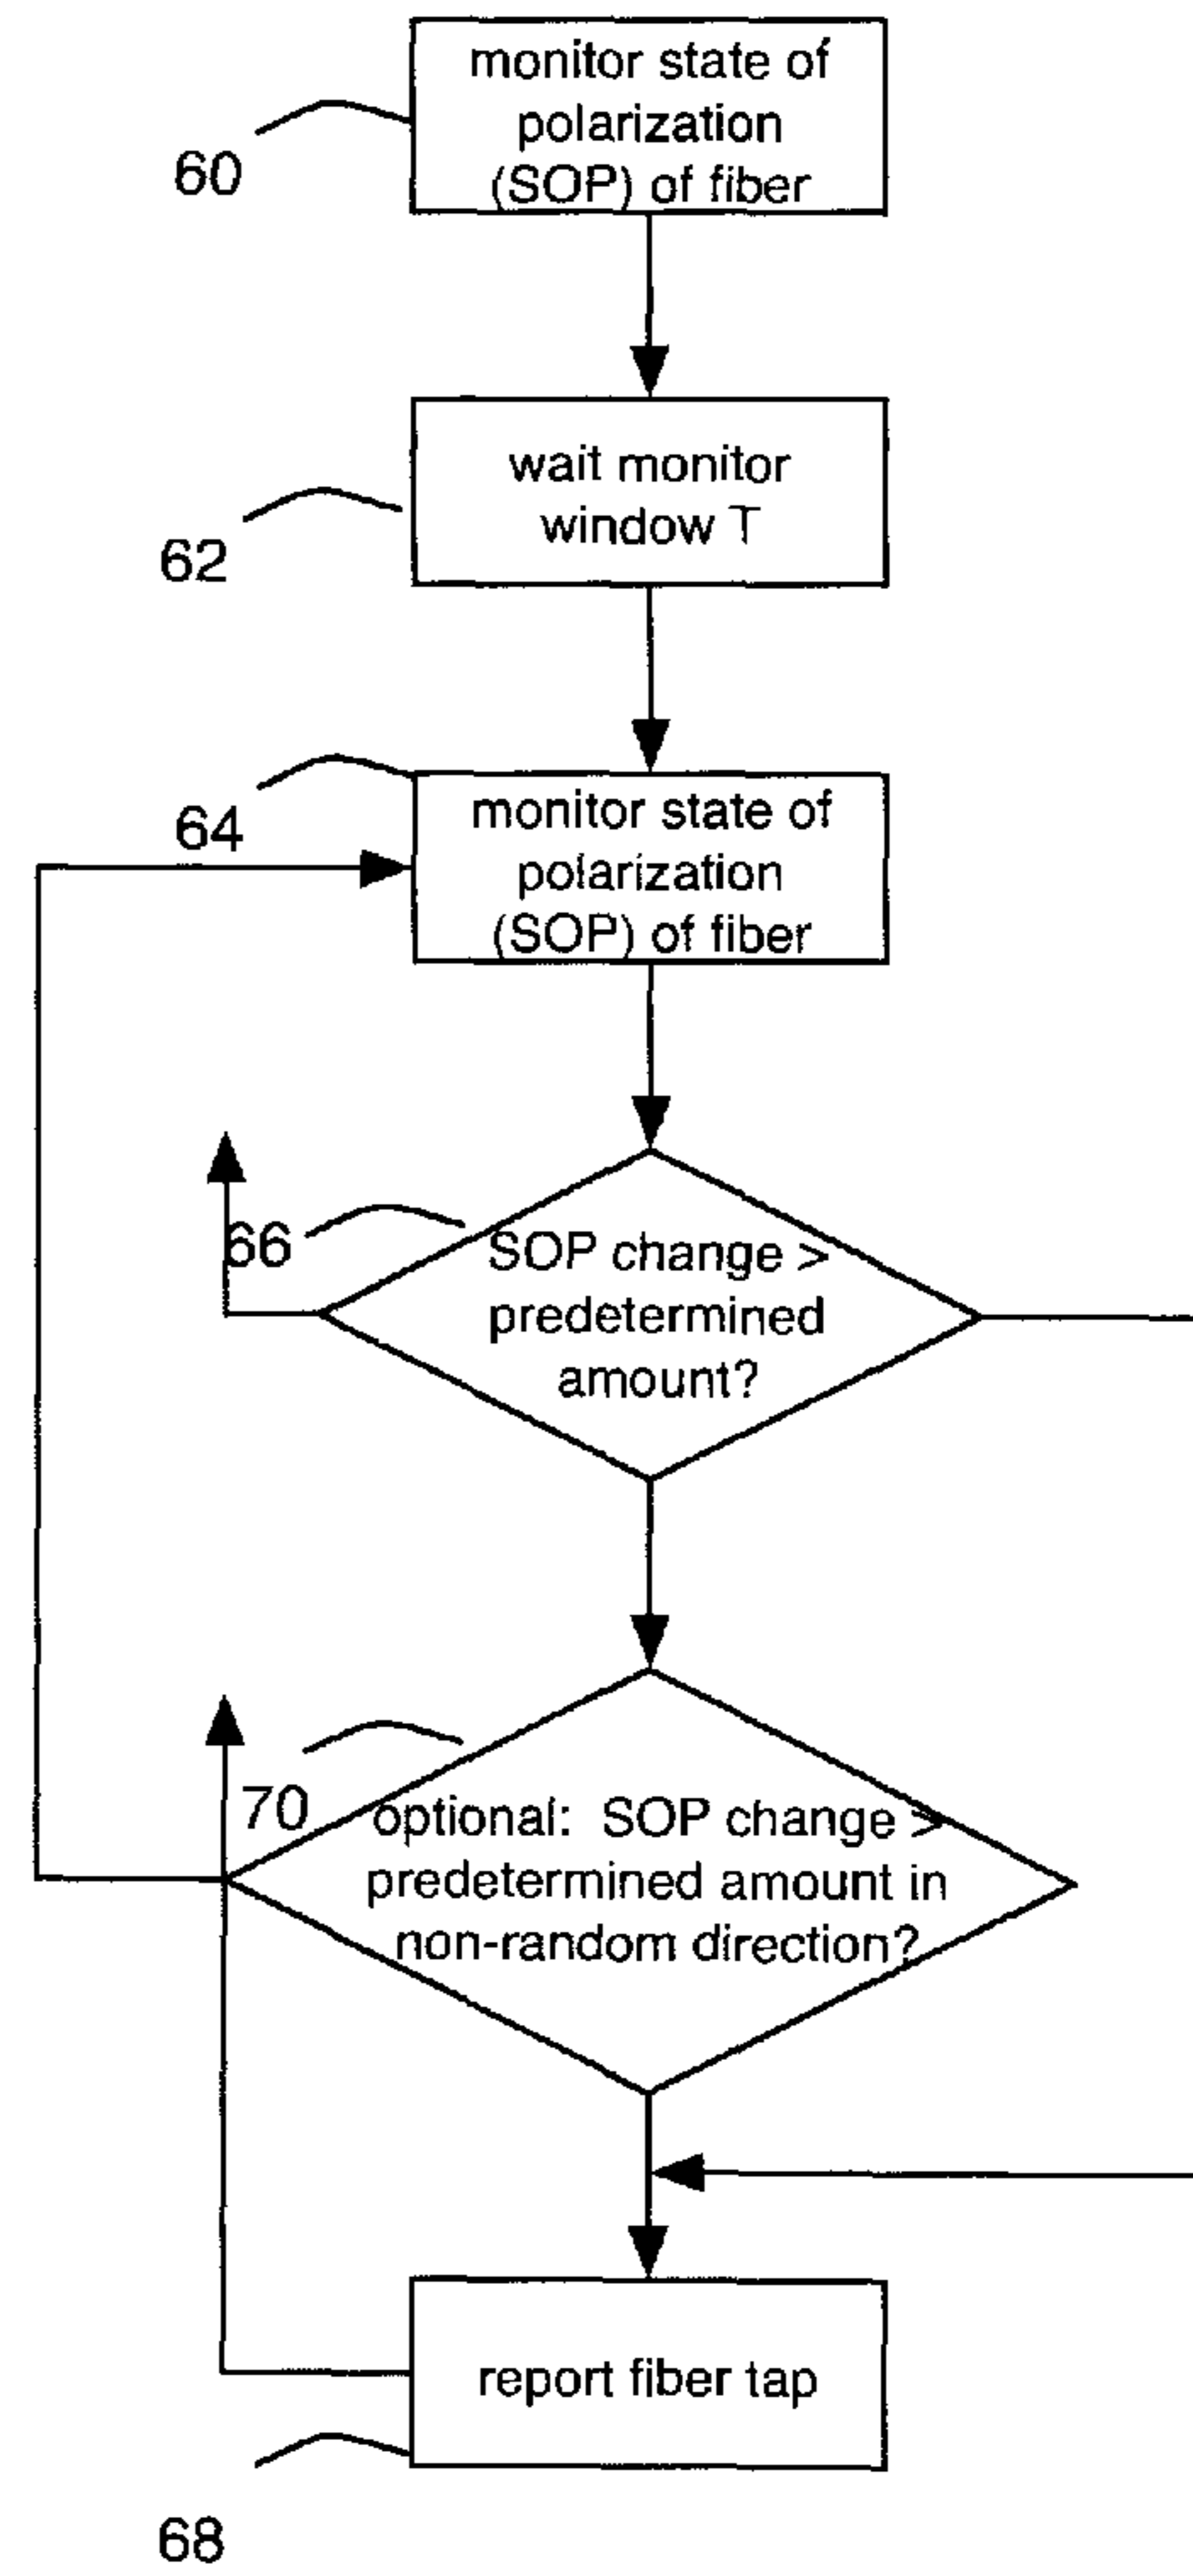 monitor state of
polarization
(SOP) of fiber
60
wait monitor
window T
62
monitor state of
polarization
(SOP) of fiber
64
66
SOP change >
predetermined
amount?
70
optional: SOP change >
predetermined amount in
non-random direction?
report fiber tap
68